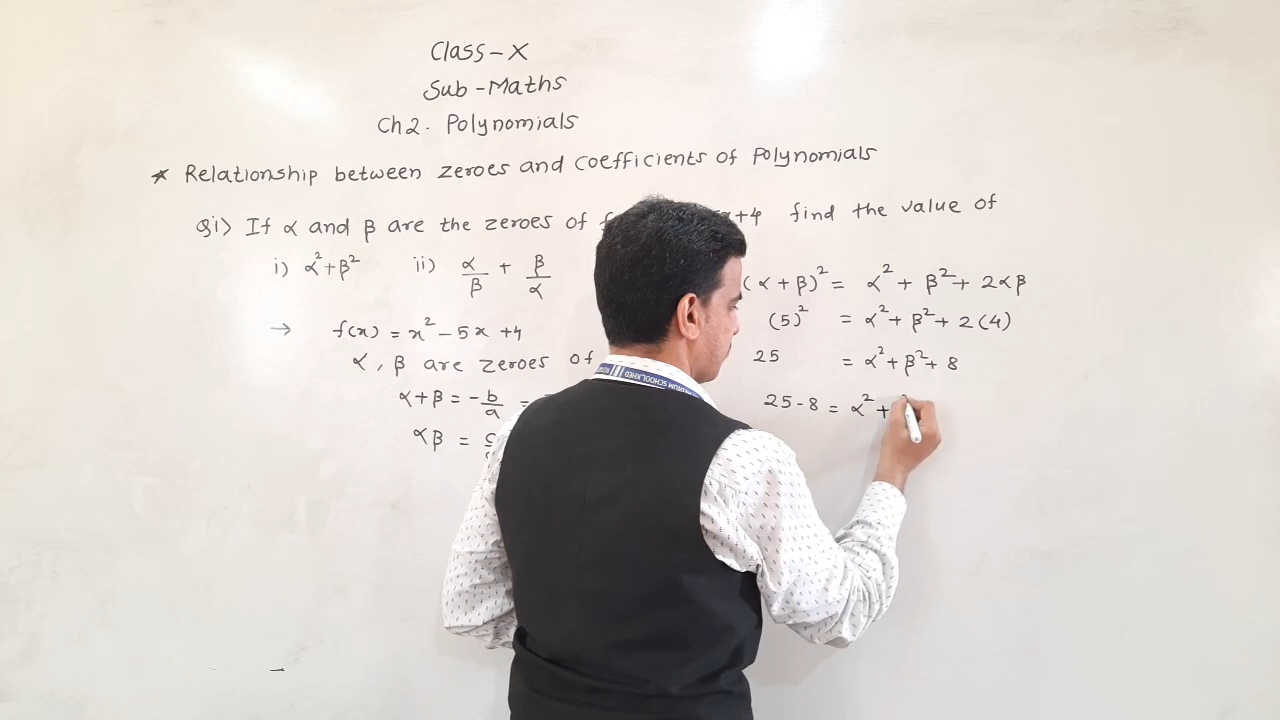 Class-X
Sub-Maths
Ch2. Polynomials
* Relationship between zeroes and coefficients of Polynomials
Q1) If α and β are the zeroes of +4 find the value of
i) α²+β² ii) α/β + β/α
→ f(x) = x²-5x+4
α, β are zeroes of
α+β = -b/a =
αβ =
(α+β)² = α²+β²+2αβ
(5)² = α²+β²+2(4)
25 = α²+β²+8
25-8 = α²+